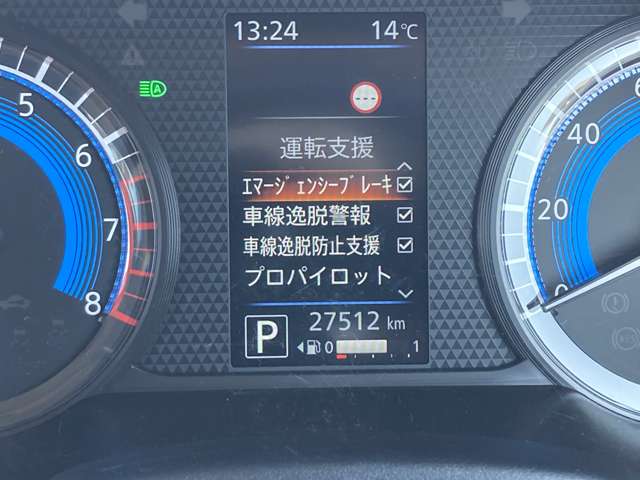 13:24 14℃
運転支援
ｴﾏｰｼﾞｪﾝｼｰﾌﾞﾚｰｷ
車線逸脱警報
車線逸脱防止支援
プロパイロット
P 27512 km
0 1
5
6
7
8
A
40
20
0